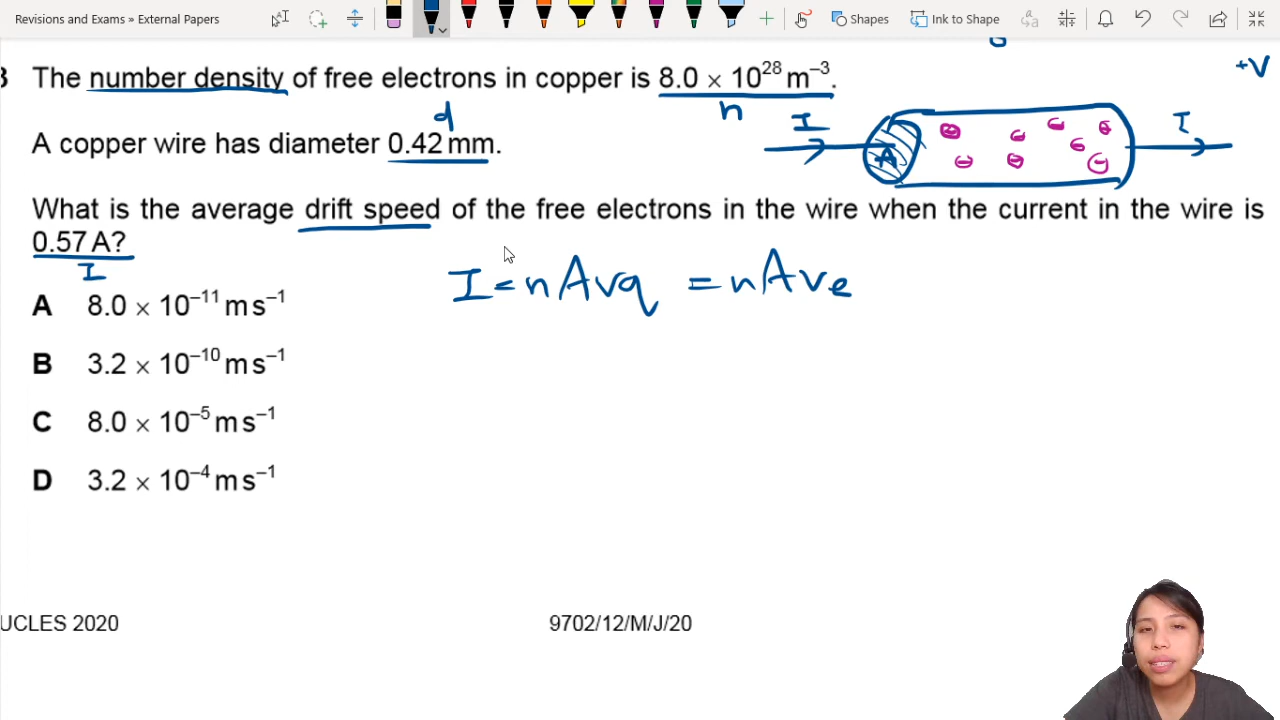 Revisions and Exams » External Papers
Shapes
Ink to Shape
+V
3 The number density of free electrons in copper is 8.0 × 10²⁸ m⁻³.
d
n
I
I
A
A copper wire has diameter 0.42 mm.
What is the average drift speed of the free electrons in the wire when the current in the wire is
0.57 A?
I
I = nAvq = nAve
A 8.0 × 10⁻¹¹ m s⁻¹
B 3.2 × 10⁻¹⁰ m s⁻¹
C 8.0 × 10⁻⁵ m s⁻¹
D 3.2 × 10⁻⁴ m s⁻¹
UCLES 2020
9702/12/M/J/20